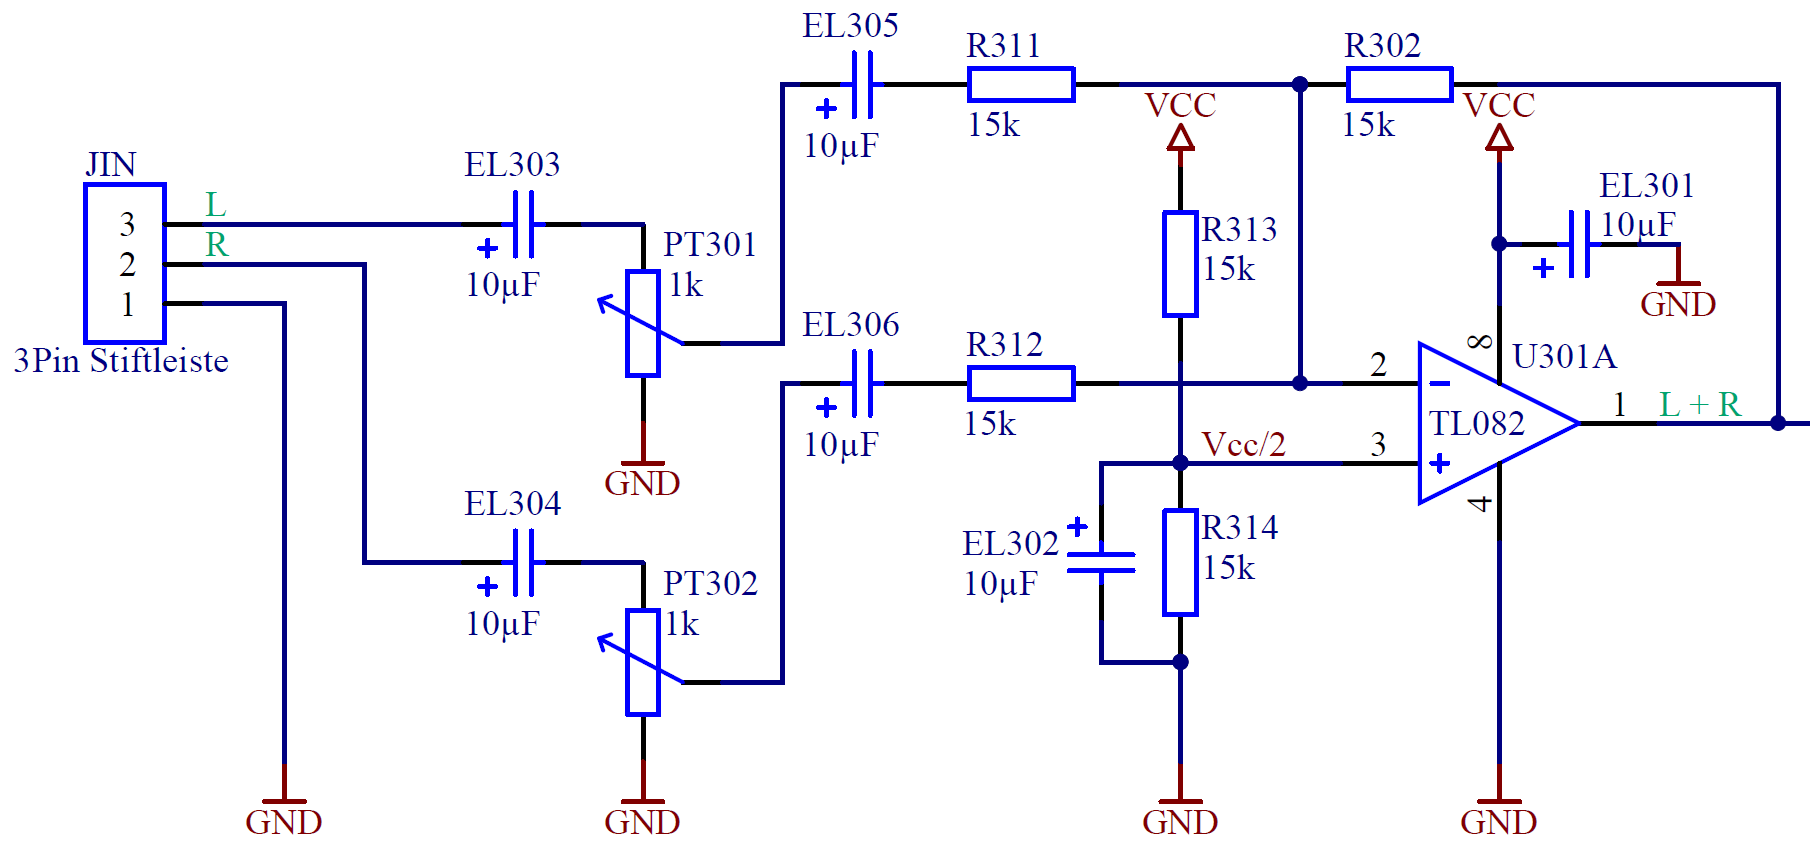 EL305
10µF
R311
15k
R302
15k
VCC
VCC
JIN
3
2
1
3Pin Stiftleiste
L
R
EL303
10µF
PT301
1k
GND
EL301
10µF
GND
R313
15k
EL306
10µF
R312
15k
8
U301A
2
TL082
1
L + R
Vcc/2
3
4
EL304
10µF
PT302
1k
EL302
10µF
R314
15k
GND
GND
GND
GND